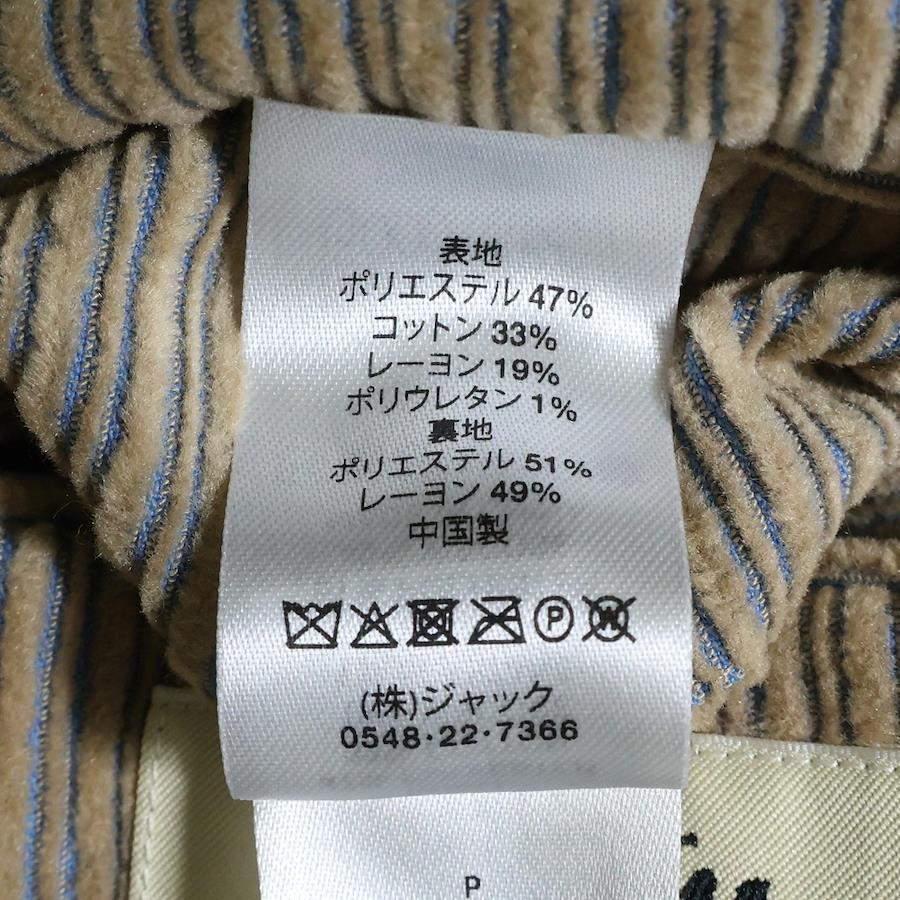 表地
ポリエステル 47%
コットン 33%
レーヨン 19%
ポリウレタン 1%
裏地
ポリエステル 51%
レーヨン 49%
中国製
P W
(株)ジャック
0548·22·7366
P